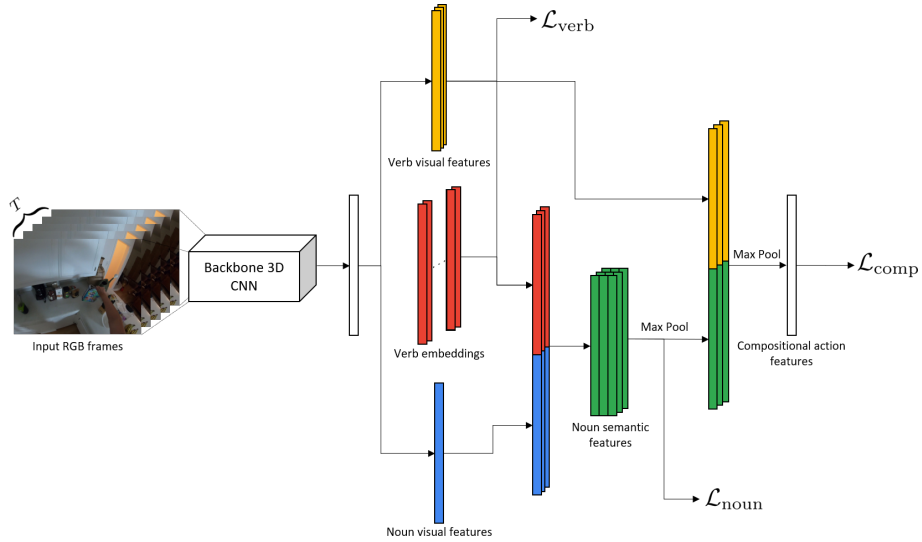 ℒverb
Verb visual features
T
Backbone 3D
CNN
Input RGB frames
Verb embeddings
Max Pool
Max Pool
ℒcomp
Compositional action
features
Noun semantic
features
ℒnoun
Noun visual features